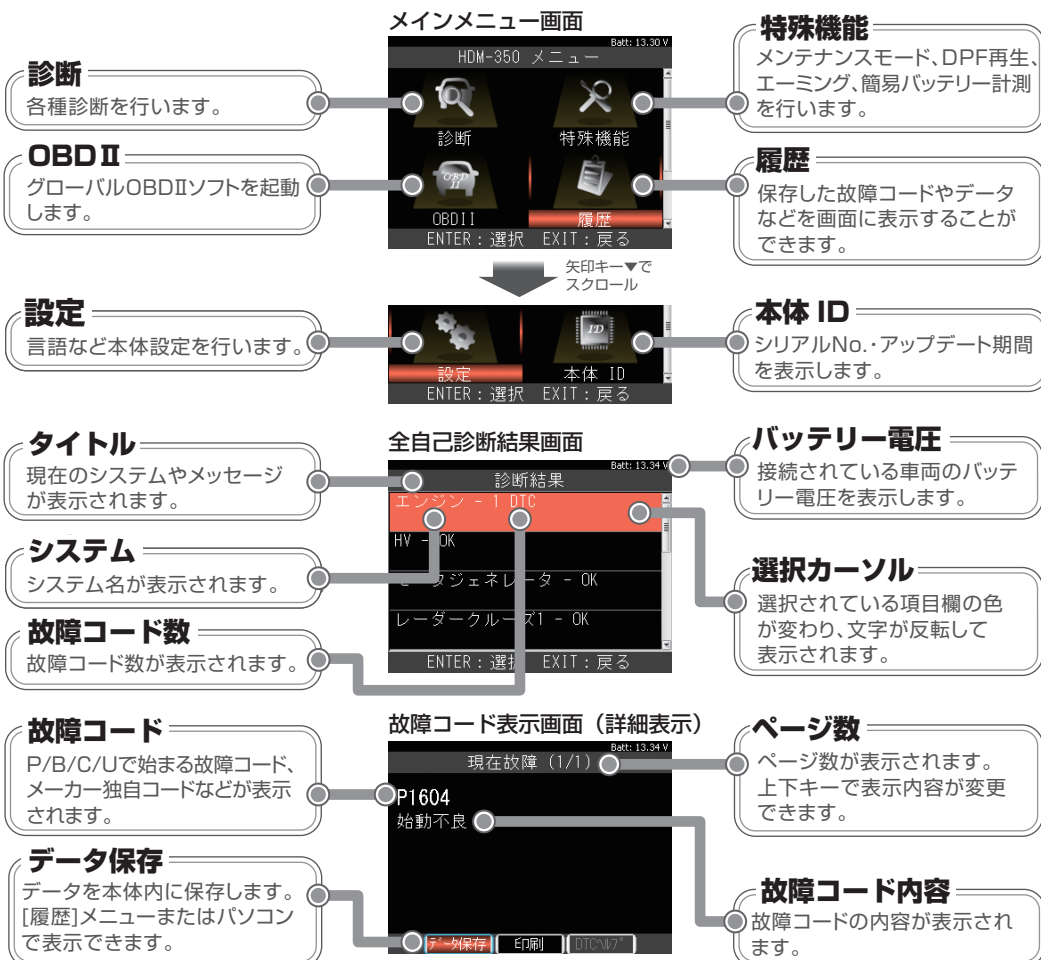 メインメニュー画面
Batt: 13.30 V
HDM-350 メニュー
診断
特殊機能
OBDII
履歴
ENTER：選択 EXIT：戻る
診断
各種診断を行います。
OBDⅡ
グローバルOBDⅡソフトを起動
します。
特殊機能
メンテナンスモード、DPF再生、
エーミング、簡易バッテリー計測
を行います。
履歴
保存した故障コードやデータ
などを画面に表示することが
できます。
矢印キー▼で
スクロール
設定
言語など本体設定を行います。
設定
本体 ID
ENTER：選択 EXIT：戻る
本体 ID
シリアルNo.・アップデート期間
を表示します。
タイトル
現在のシステムやメッセージ
が表示されます。
システム
システム名が表示されます。
故障コード数
故障コード数が表示されます。
全自己診断結果画面
Batt: 13.34 V
診断結果
エンジン - 1 DTC
HV - OK
ータジェネレータ - OK
レーダークルーズ1 - OK
ENTER：選択 EXIT：戻る
バッテリー電圧
接続されている車両のバッテ
リー電圧を表示します。
選択カーソル
選択されている項目欄の色
が変わり、文字が反転して
表示されます。
故障コード
P/B/C/Uで始まる故障コード、
メーカー独自コードなどが表示
されます。
データ保存
データを本体内に保存します。
[履歴]メニューまたはパソコン
で表示できます。
故障コード表示画面（詳細表示）
Batt: 13.34 V
現在故障 (1/1)
P1604
始動不良
データ保存 印刷 DTCヘルプ
ページ数
ページ数が表示されます。
上下キーで表示内容が変更
できます。
故障コード内容
故障コードの内容が表示され
ます。